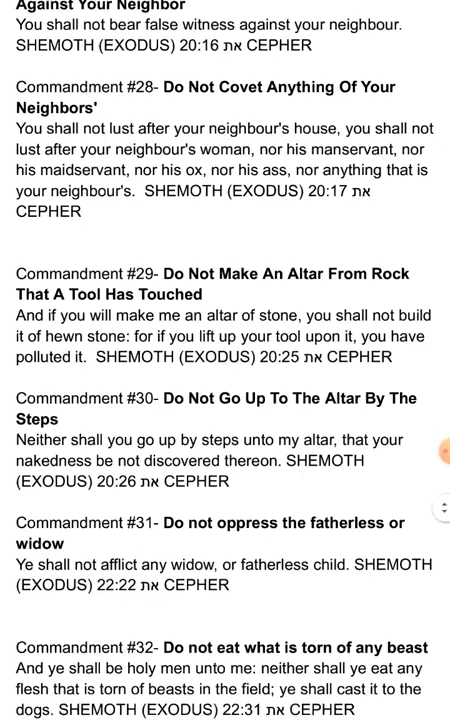 Against Your Neighbor
You shall not bear false witness against your neighbour.
SHEMOTH (EXODUS) 20:16 את CEPHER
Commandment #28- Do Not Covet Anything Of Your
Neighbors'
You shall not lust after your neighbour's house, you shall not
lust after your neighbour's woman, nor his manservant, nor
his maidservant, nor his ox, nor his ass, nor anything that is
your neighbour's.  SHEMOTH (EXODUS) 20:17 את
CEPHER
Commandment #29- Do Not Make An Altar From Rock
That A Tool Has Touched
And if you will make me an altar of stone, you shall not build
it of hewn stone: for if you lift up your tool upon it, you have
polluted it.  SHEMOTH (EXODUS) 20:25 את CEPHER
Commandment #30- Do Not Go Up To The Altar By The
Steps
Neither shall you go up by steps unto my altar, that your
nakedness be not discovered thereon. SHEMOTH
(EXODUS) 20:26 את CEPHER
Commandment #31- Do not oppress the fatherless or
widow
Ye shall not afflict any widow, or fatherless child. SHEMOTH
(EXODUS) 22:22 את CEPHER
Commandment #32- Do not eat what is torn of any beast
And ye shall be holy men unto me: neither shall ye eat any
flesh that is torn of beasts in the field; ye shall cast it to the
dogs. SHEMOTH (EXODUS) 22:31 את CEPHER